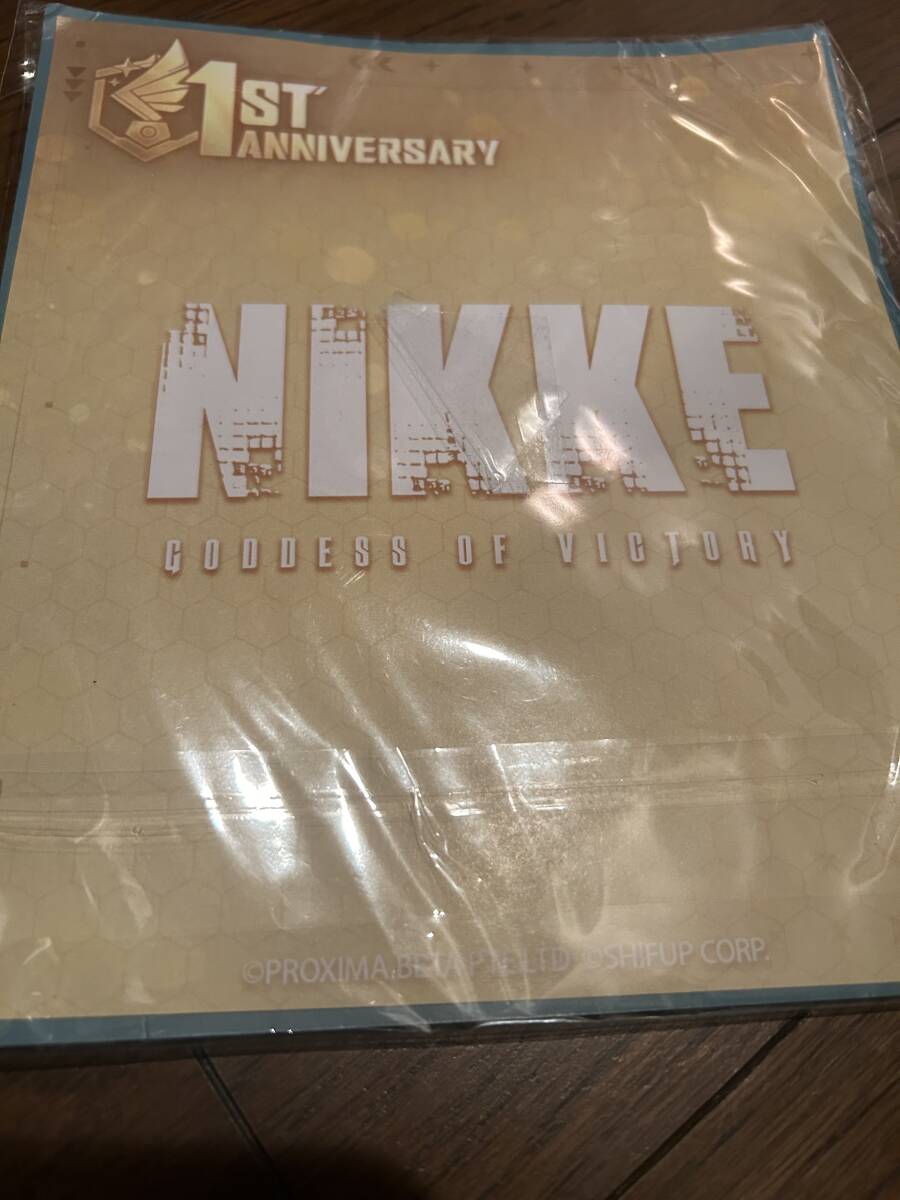 1ST
ANNIVERSARY
NIKKE
GODDESS OF VICTORY
©PROXIMA BETA PTE.LTD. ©SHIFUP CORP.